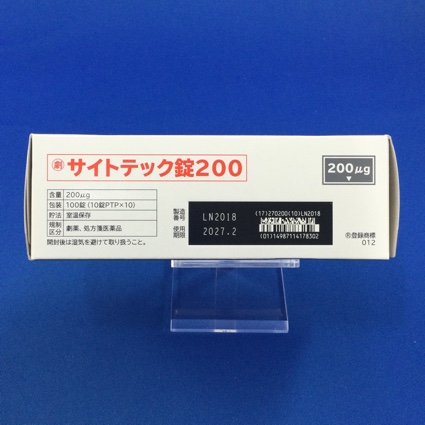 劇 サイトテック錠200
200μg
含量 200μg
包装 100錠(10錠PTP×10)
貯法 室温保存
規制区分 劇薬、処方箋医薬品
開封後は湿気を避けて取り扱うこと。
製造番号 LN2018
使用期限 2027.2
(17)270200(10)LN2018
(01)14987114178302
®登録商標
012